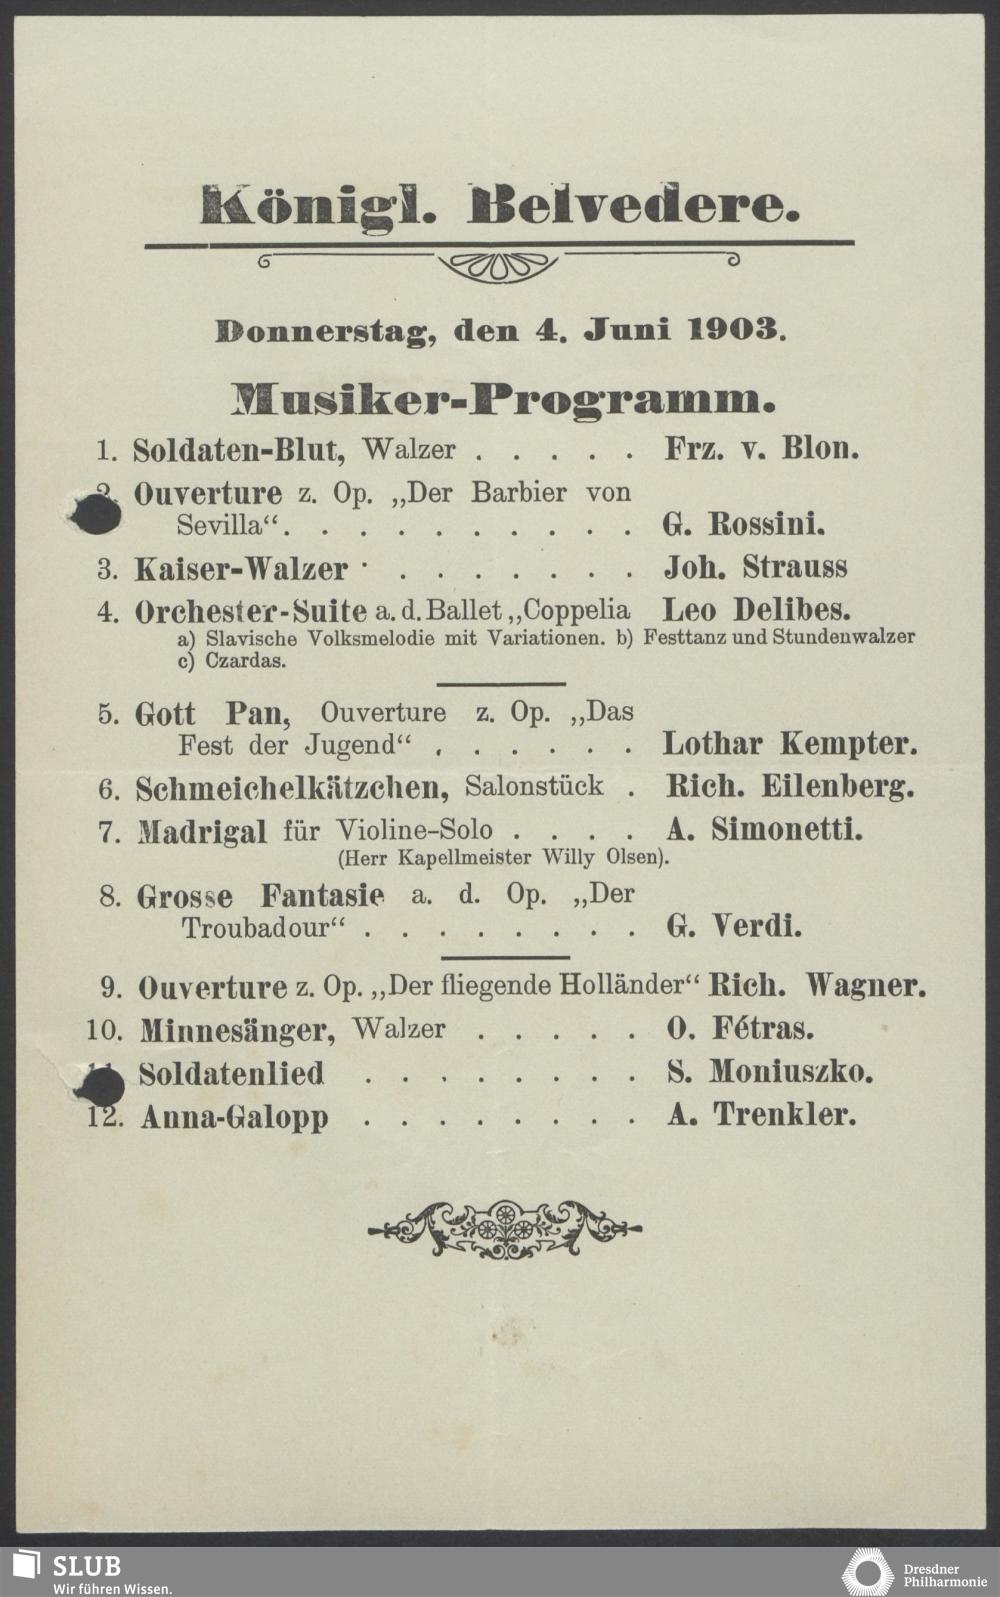 Königl. Belvedere.
Donnerstag, den 4. Juni 1903.
Musiker-Programm.
1. Soldaten-Blut, Walzer . . . . . Frz. v. Blon.
2. Ouverture z. Op. „Der Barbier von
Sevilla“. . . . . . . . . . G. Rossini.
3. Kaiser-Walzer . . . . . . . . Joh. Strauss
4. Orchester-Suite a. d. Ballet „Coppelia Leo Delibes.
a) Slavische Volksmelodie mit Variationen. b) Festtanz und Stundenwalzer
c) Czardas.
5. Gott Pan, Ouverture z. Op. „Das
Fest der Jugend“ . . . . . . Lothar Kempter.
6. Schmeichelkätzchen, Salonstück . Rich. Eilenberg.
7. Madrigal für Violine-Solo . . . . A. Simonetti.
(Herr Kapellmeister Willy Olsen).
8. Grosse Fantasie a. d. Op. „Der
Troubadour“ . . . . . . . . G. Verdi.
9. Ouverture z. Op. „Der fliegende Holländer“ Rich. Wagner.
10. Minnesänger, Walzer . . . . . O. Fétras.
11. Soldatenlied . . . . . . . . S. Moniuszko.
12. Anna-Galopp . . . . . . . . A. Trenkler.
SLUB
Wir führen Wissen.
Dresdner
Philharmonie